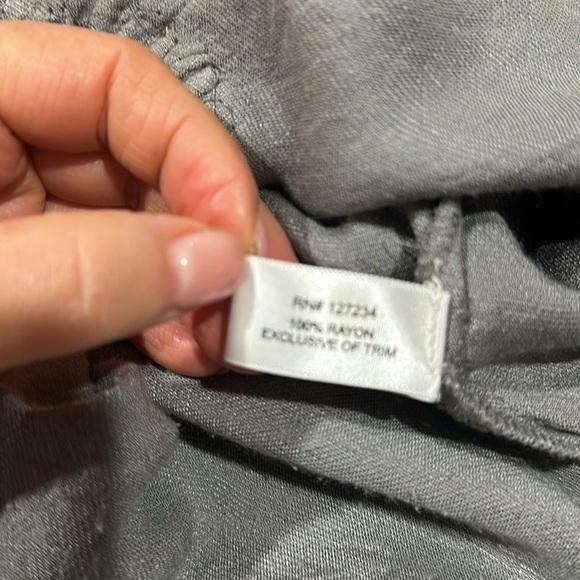 RN# 127234
100% RAYON
EXCLUSIVE OF TRIM